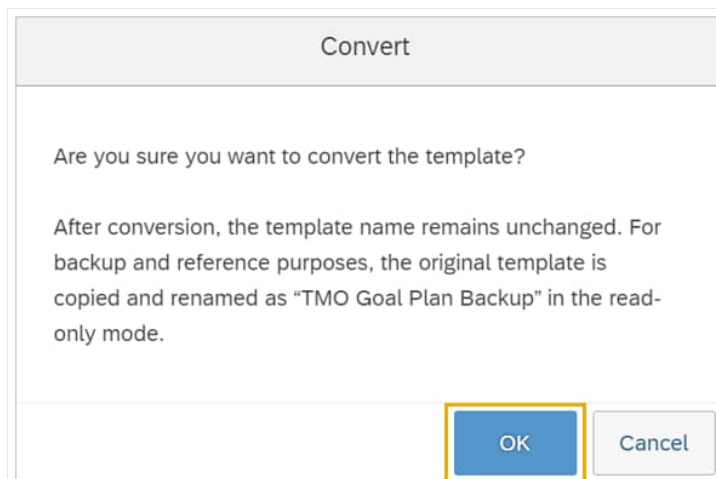 Convert
Are you sure you want to convert the template?
After conversion, the template name remains unchanged. For
backup and reference purposes, the original template is
copied and renamed as “TMO Goal Plan Backup” in the read-
only mode.
OK
Cancel